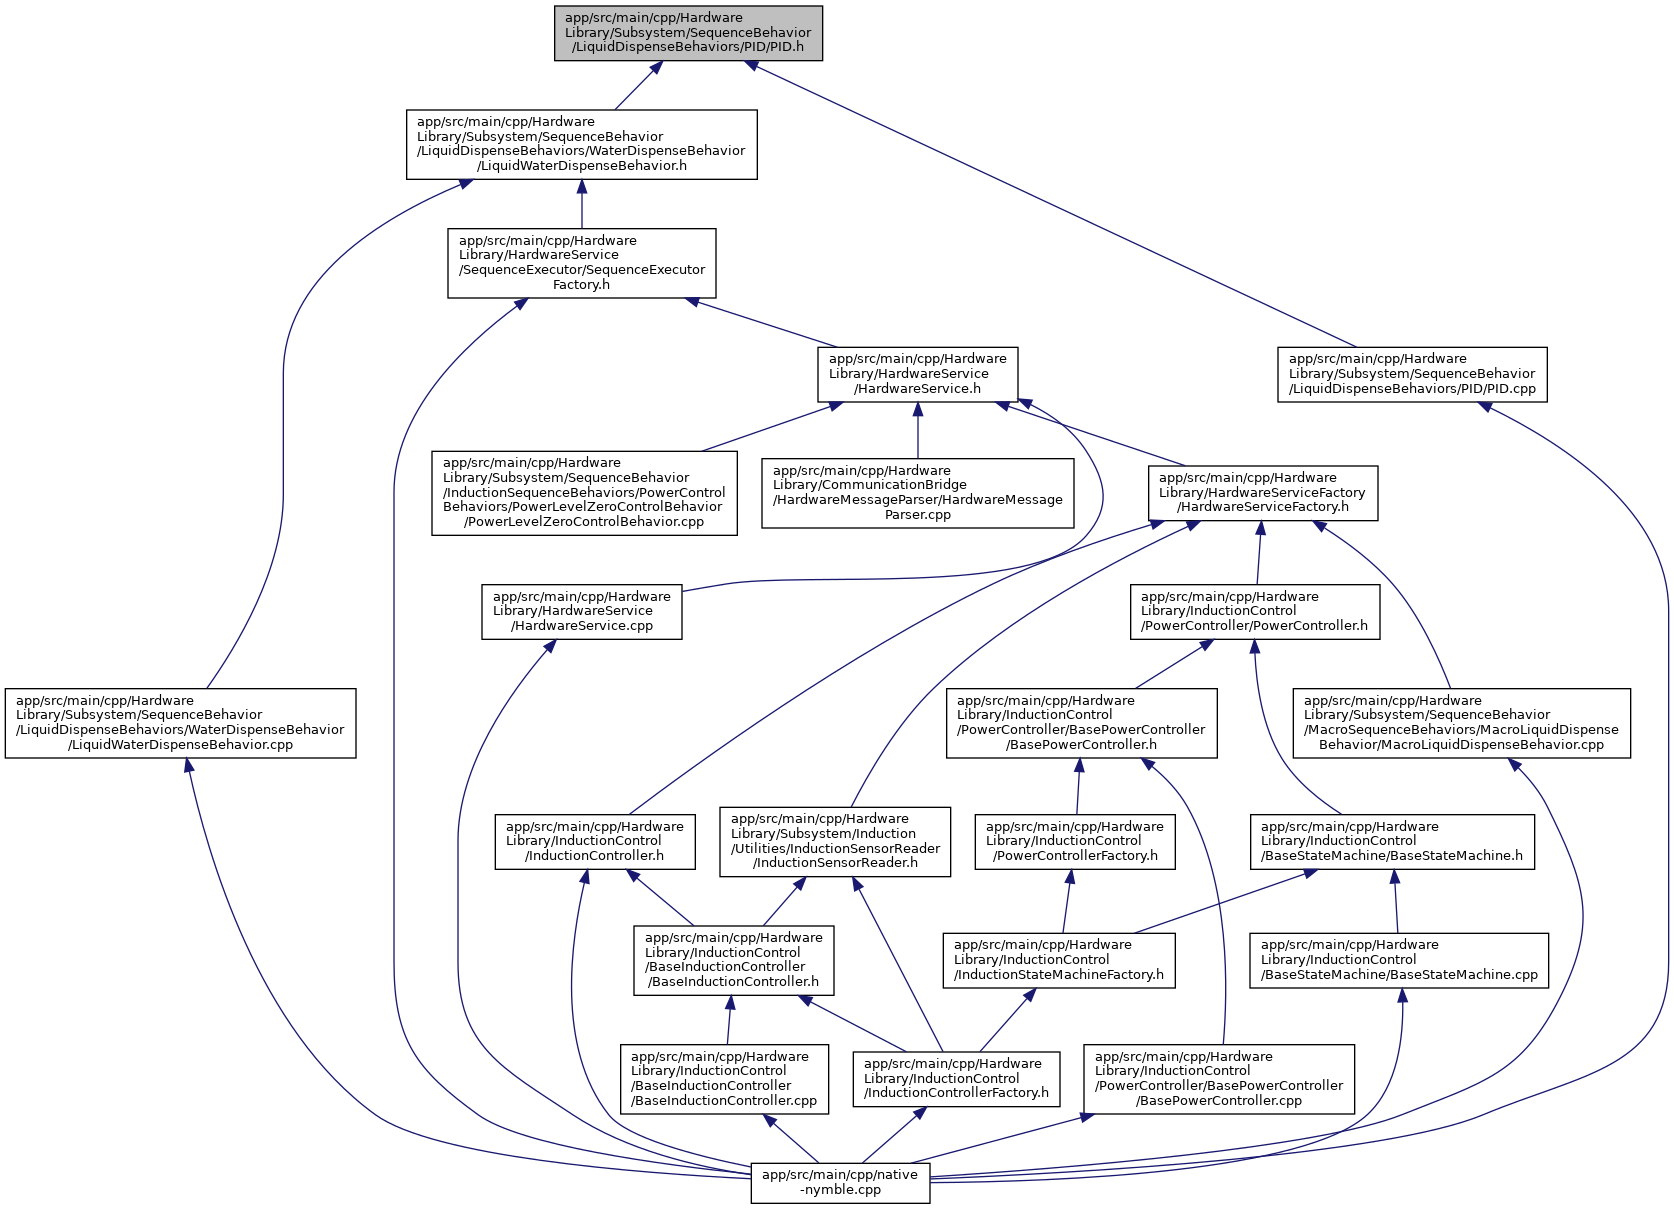 app/src/main/cpp/Hardware
Library/Subsystem/SequenceBehavior
/LiquidDispenseBehaviors/PID/PID.h
app/src/main/cpp/Hardware
Library/Subsystem/SequenceBehavior
/LiquidDispenseBehaviors/WaterDispenseBehavior
/LiquidWaterDispenseBehavior.h
app/src/main/cpp/Hardware
Library/HardwareService
/SequenceExecutor/SequenceExecutor
Factory.h
app/src/main/cpp/Hardware
Library/HardwareService
/HardwareService.h
app/src/main/cpp/Hardware
Library/Subsystem/SequenceBehavior
/LiquidDispenseBehaviors/PID/PID.cpp
app/src/main/cpp/Hardware
Library/Subsystem/SequenceBehavior
/InductionSequenceBehaviors/PowerControl
Behaviors/PowerLevelZeroControlBehavior
/PowerLevelZeroControlBehavior.cpp
app/src/main/cpp/Hardware
Library/CommunicationBridge
/HardwareMessageParser/HardwareMessage
Parser.cpp
app/src/main/cpp/Hardware
Library/HardwareServiceFactory
/HardwareServiceFactory.h
app/src/main/cpp/Hardware
Library/HardwareService
/HardwareService.cpp
app/src/main/cpp/Hardware
Library/InductionControl
/PowerController/PowerController.h
app/src/main/cpp/Hardware
Library/Subsystem/SequenceBehavior
/LiquidDispenseBehaviors/WaterDispenseBehavior
/LiquidWaterDispenseBehavior.cpp
app/src/main/cpp/Hardware
Library/InductionControl
/PowerController/BasePowerController
/BasePowerController.h
app/src/main/cpp/Hardware
Library/Subsystem/SequenceBehavior
/MacroSequenceBehaviors/MacroLiquidDispense
Behavior/MacroLiquidDispenseBehavior.cpp
app/src/main/cpp/Hardware
Library/InductionControl
/InductionController.h
app/src/main/cpp/Hardware
Library/Subsystem/Induction
/Utilities/InductionSensorReader
/InductionSensorReader.h
app/src/main/cpp/Hardware
Library/InductionControl
/PowerControllerFactory.h
app/src/main/cpp/Hardware
Library/InductionControl
/BaseStateMachine/BaseStateMachine.h
app/src/main/cpp/Hardware
Library/InductionControl
/BaseInductionController
/BaseInductionController.h
app/src/main/cpp/Hardware
Library/InductionControl
/InductionStateMachineFactory.h
app/src/main/cpp/Hardware
Library/InductionControl
/BaseStateMachine/BaseStateMachine.cpp
app/src/main/cpp/Hardware
Library/InductionControl
/BaseInductionController
/BaseInductionController.cpp
app/src/main/cpp/Hardware
Library/InductionControl
/InductionControllerFactory.h
app/src/main/cpp/Hardware
Library/InductionControl
/PowerController/BasePowerController
/BasePowerController.cpp
app/src/main/cpp/native
-nymble.cpp